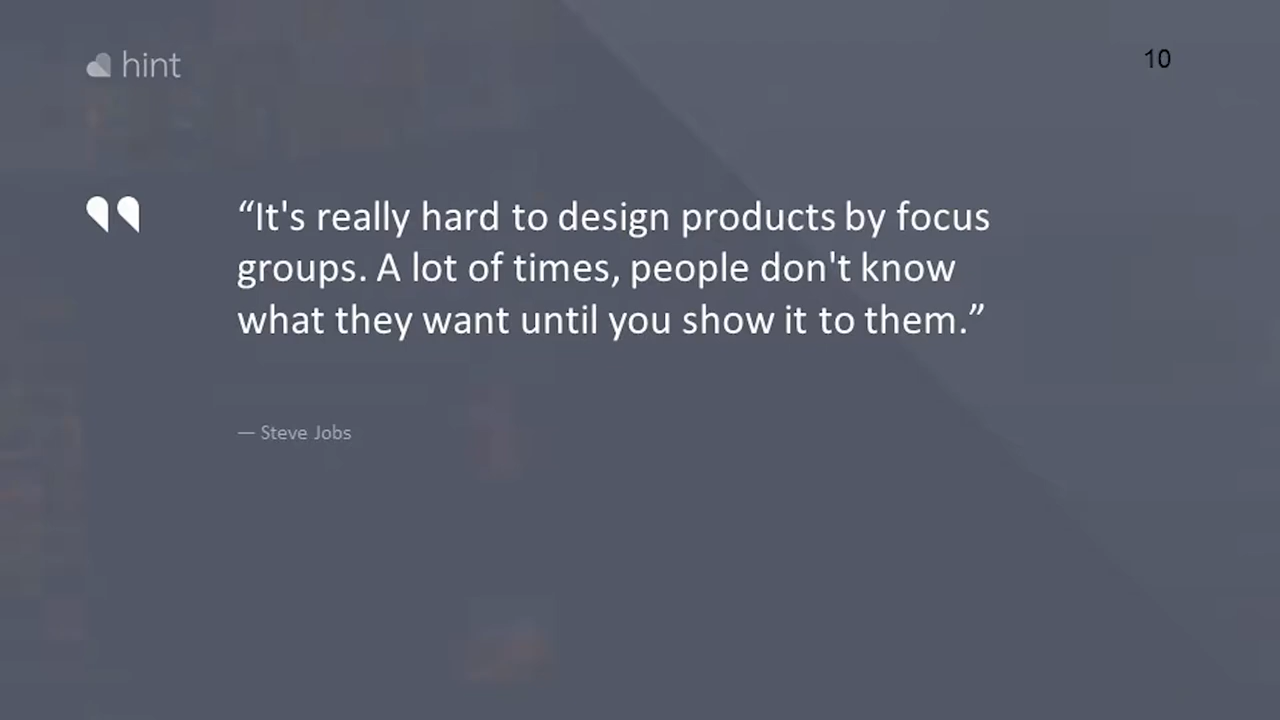 hint
10
“It's really hard to design products by focus
groups. A lot of times, people don't know
what they want until you show it to them.”
— Steve Jobs